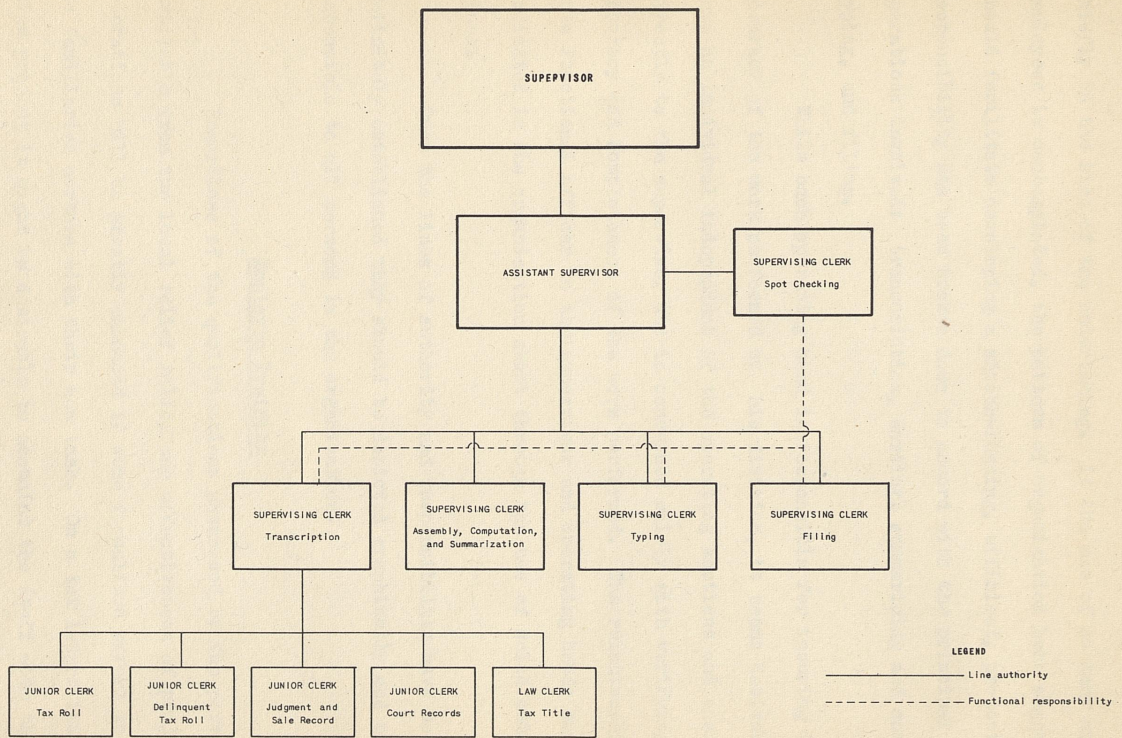 SUPERVISOR
ASSISTANT SUPERVISOR
SUPERVISING CLERK
Spot Checking
SUPERVISING CLERK
Transcription
SUPERVISING CLERK
Assembly, Computation,
and Summarization
SUPERVISING CLERK
Typing
SUPERVISING CLERK
Filing
JUNIOR CLERK
Tax Roll
JUNIOR CLERK
Delinquent
Tax Roll
JUNIOR CLERK
Judgment and
Sale Record
JUNIOR CLERK
Court Records
LAW CLERK
Tax Title
LEGEND
Line authority
Functional responsibility